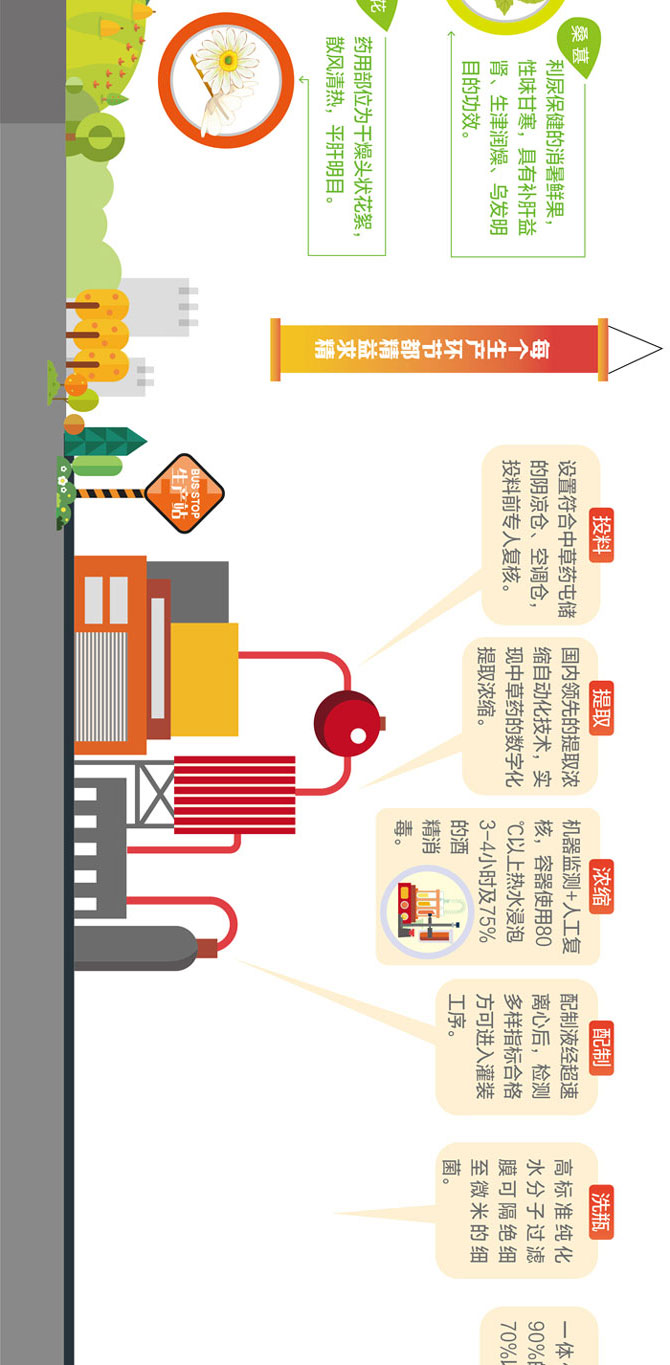 桑葚
利尿保健的消暑鲜果，
性味甘寒，具有补肝益
肾、生津润燥、乌发明
目的功效。
花
药用部位为干燥头状花絮，
散风清热，平肝明目。
每个生产环节都精益求精
BUS STOP
生产站
投料
设置符合中草药屯储
的阴凉仓、空调仓，
投料前专人复核。
提取
国内领先的提取浓
缩自动化技术，实
现中草药的数字化
提取浓缩。
浓缩
机器监测+人工复
核，容器使用80
℃以上热水浸泡
3-4小时及75%
的酒
精消
毒。
配制
配制液经超速
离心后，检测
多样指标合格
方可进入灌装
工序。
洗瓶
高标准纯化
水分子过滤
膜可隔绝细
至微米的细
菌。
一体
90%
70%